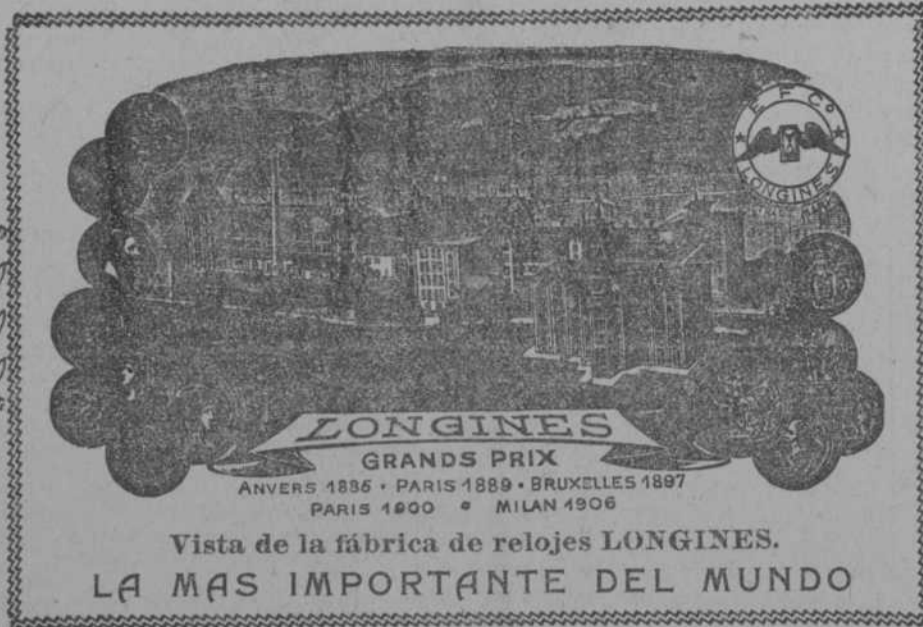 E. F. Co
LONGINES
LONGINES
GRANDS PRIX
ANVERS 1885 • PARIS 1889 • BRUXELLES 1897
PARIS 1900 • MILAN 1906
Vista de la fábrica de relojes LONGINES.
LA MAS IMPORTANTE DEL MUNDO